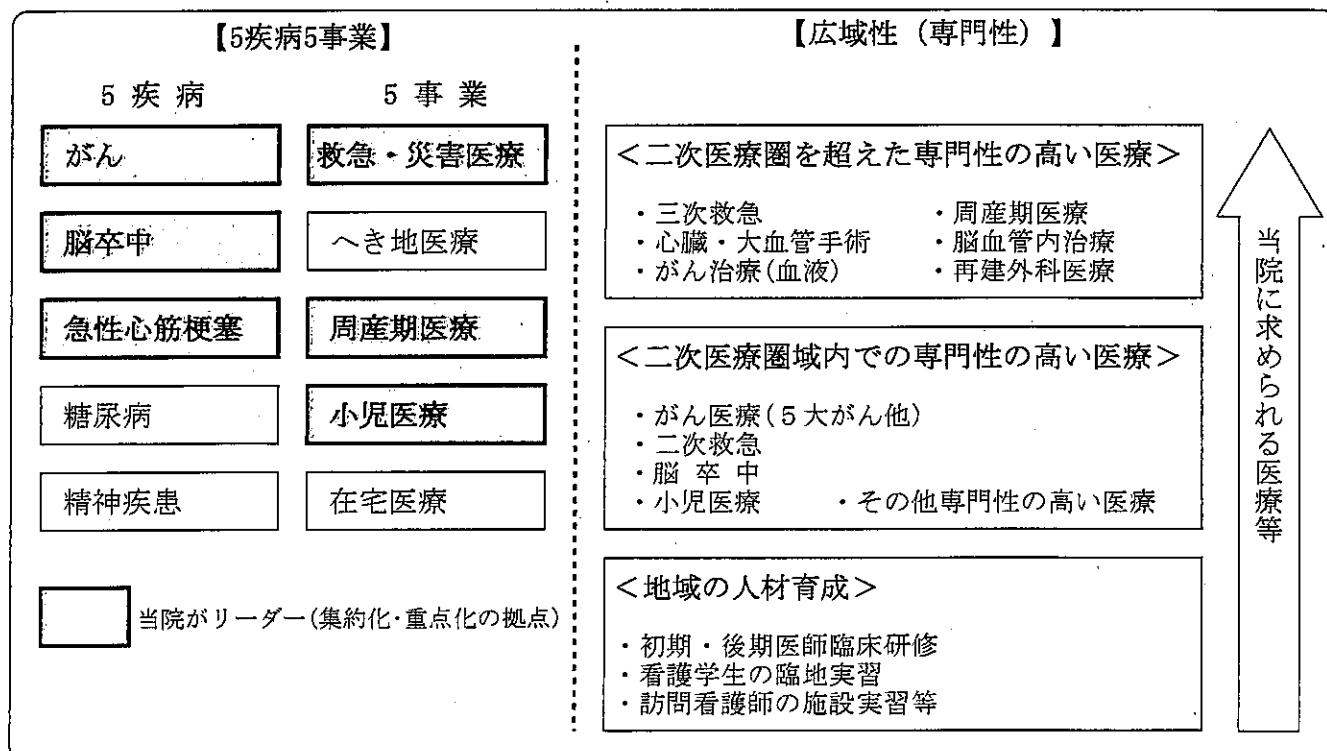 【5疾病5事業】
5 疾 病
5 事 業
がん
救急・災害医療
脳卒中
へき地医療
急性心筋梗塞
周産期医療
糖尿病
小児医療
精神疾患
在宅医療
当院がリーダー(集約化・重点化の拠点)
【広域性（専門性）】
＜二次医療圏を超えた専門性の高い医療＞
・三次救急
・周産期医療
・心臓・大血管手術
・脳血管内治療
・がん治療(血液)
・再建外科医療
＜二次医療圏域内での専門性の高い医療＞
・がん医療(５大がん他)
・二次救急
・脳 卒 中
・小児医療 ・その他専門性の高い医療
＜地域の人材育成＞
・初期・後期医師臨床研修
・看護学生の臨地実習
・訪問看護師の施設実習等
当院に求められる医療等